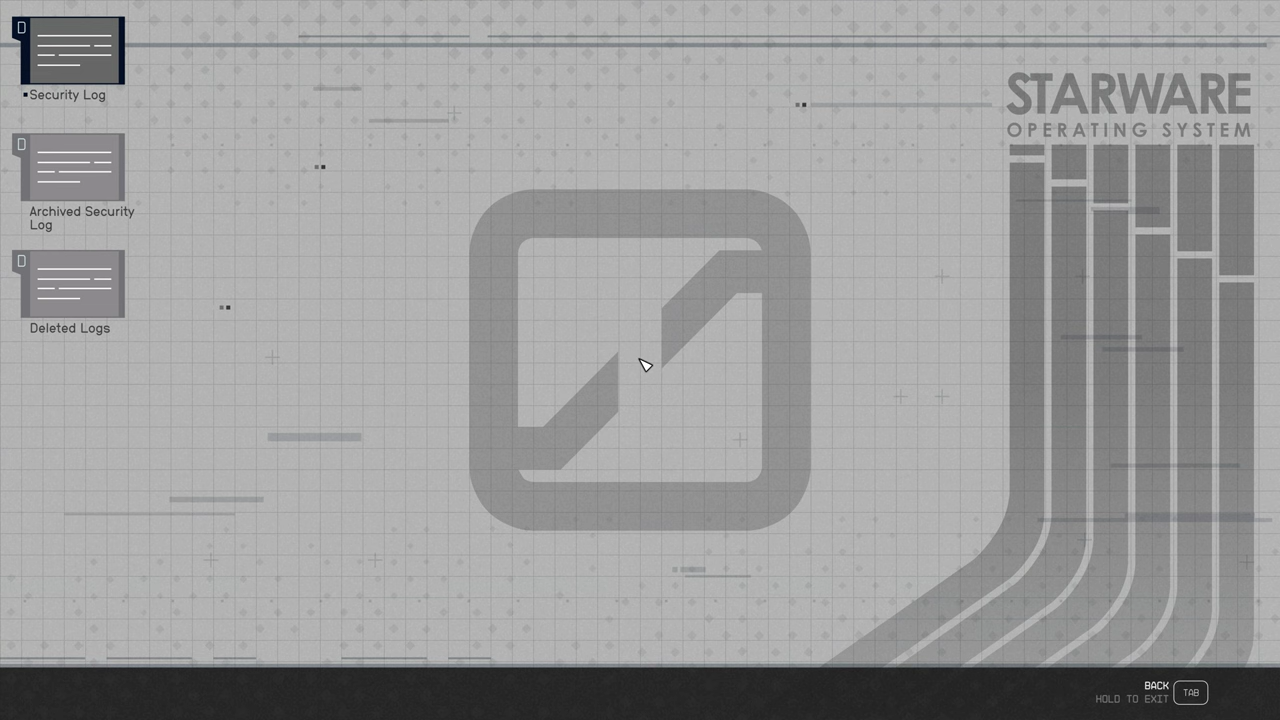 D
Security Log
D
Archived Security
Log
D
Deleted Logs
STARWARE
OPERATING SYSTEM
BACK
HOLD TO EXIT
TAB